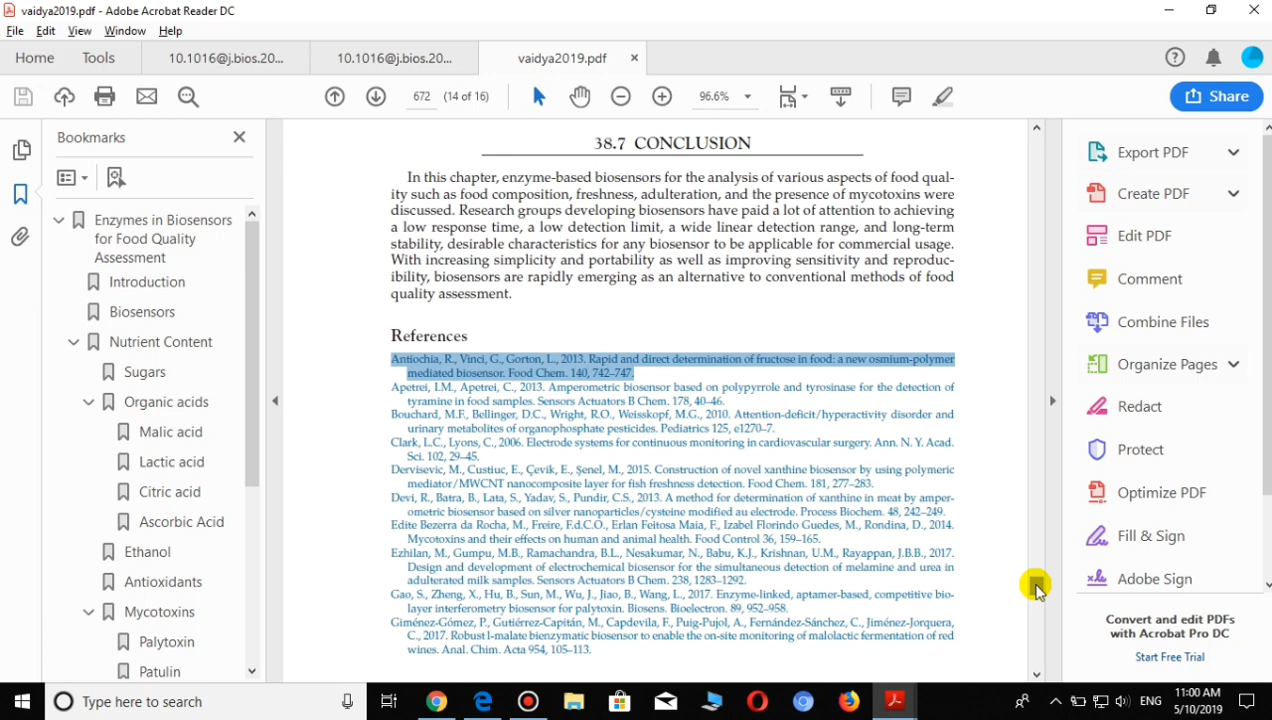 vaidya2019.pdf - Adobe Acrobat Reader DC
File Edit View Window Help
Home Tools 10.1016@j.bios.20... 10.1016@j.bios.20... vaidya2019.pdf
672 (14 of 16) 96.6% Share
Bookmarks
Enzymes in Biosensors
for Food Quality
Assessment
Introduction
Biosensors
Nutrient Content
Sugars
Organic acids
Malic acid
Lactic acid
Citric acid
Ascorbic Acid
Ethanol
Antioxidants
Mycotoxins
Palytoxin
Patulin
38.7 CONCLUSION
In this chapter, enzyme-based biosensors for the analysis of various aspects of food qual-
ity such as food composition, freshness, adulteration, and the presence of mycotoxins were
discussed. Research groups developing biosensors have paid a lot of attention to achieving
a low response time, a low detection limit, a wide linear detection range, and long-term
stability, desirable characteristics for any biosensor to be applicable for commercial usage.
With increasing simplicity and portability as well as improving sensitivity and reproduc-
ibility, biosensors are rapidly emerging as an alternative to conventional methods of food
quality assessment.
References
Antiochia, R., Vinci, G., Gorton, L., 2013. Rapid and direct determination of fructose in food: a new osmium-polymer
mediated biosensor. Food Chem. 140, 742–747.
Apetrei, I.M., Apetrei, C., 2013. Amperometric biosensor based on polypyrrole and tyrosinase for the detection of
tyramine in food samples. Sensors Actuators B Chem. 178, 40–46.
Bouchard, M.F., Bellinger, D.C., Wright, R.O., Weisskopf, M.G., 2010. Attention-deficit/hyperactivity disorder and
urinary metabolites of organophosphate pesticides. Pediatrics 125, e1270–7.
Clark, L.C., Lyons, C., 2006. Electrode systems for continuous monitoring in cardiovascular surgery. Ann. N. Y. Acad.
Sci. 102, 29–45.
Dervisevic, M., Custiuc, E., Çevik, E., Şenel, M., 2015. Construction of novel xanthine biosensor by using polymeric
mediator/MWCNT nanocomposite layer for fish freshness detection. Food Chem. 181, 277–283.
Devi, R., Batra, B., Lata, S., Yadav, S., Pundir, C.S., 2013. A method for determination of xanthine in meat by amper-
ometric biosensor based on silver nanoparticles/cysteine modified au electrode. Process Biochem. 48, 242–249.
Edite Bezerra da Rocha, M., Freire, F.d.C.O., Erlan Feitosa Maia, F., Izabel Florindo Guedes, M., Rondina, D., 2014.
Mycotoxins and their effects on human and animal health. Food Control 36, 159–165.
Ezhilan, M., Gumpu, M.B., Ramachandra, B.L., Nesakumar, N., Babu, K.J., Krishnan, U.M., Rayappan, J.B.B., 2017.
Design and development of electrochemical biosensor for the simultaneous detection of melamine and urea in
adulterated milk samples. Sensors Actuators B Chem. 238, 1283–1292.
Gao, S., Zheng, X., Hu, B., Sun, M., Wu, J., Jiao, B., Wang, L., 2017. Enzyme-linked, aptamer-based, competitive bio-
layer interferometry biosensor for palytoxin. Biosens. Bioelectron. 89, 952–958.
Giménez-Gómez, P., Gutiérrez-Capitán, M., Capdevila, F., Puig-Pujol, A., Fernández-Sánchez, C., Jiménez-Jorquera,
C., 2017. Robust l-malate bienzymatic biosensor to enable the on-site monitoring of malolactic fermentation of red
wines. Anal. Chim. Acta 954, 105–113.
Export PDF
Create PDF
Edit PDF
Comment
Combine Files
Organize Pages
Redact
Protect
Optimize PDF
Fill & Sign
Adobe Sign
Convert and edit PDFs
with Acrobat Pro DC
Start Free Trial
Type here to search
ENG
11:00 AM
5/10/2019